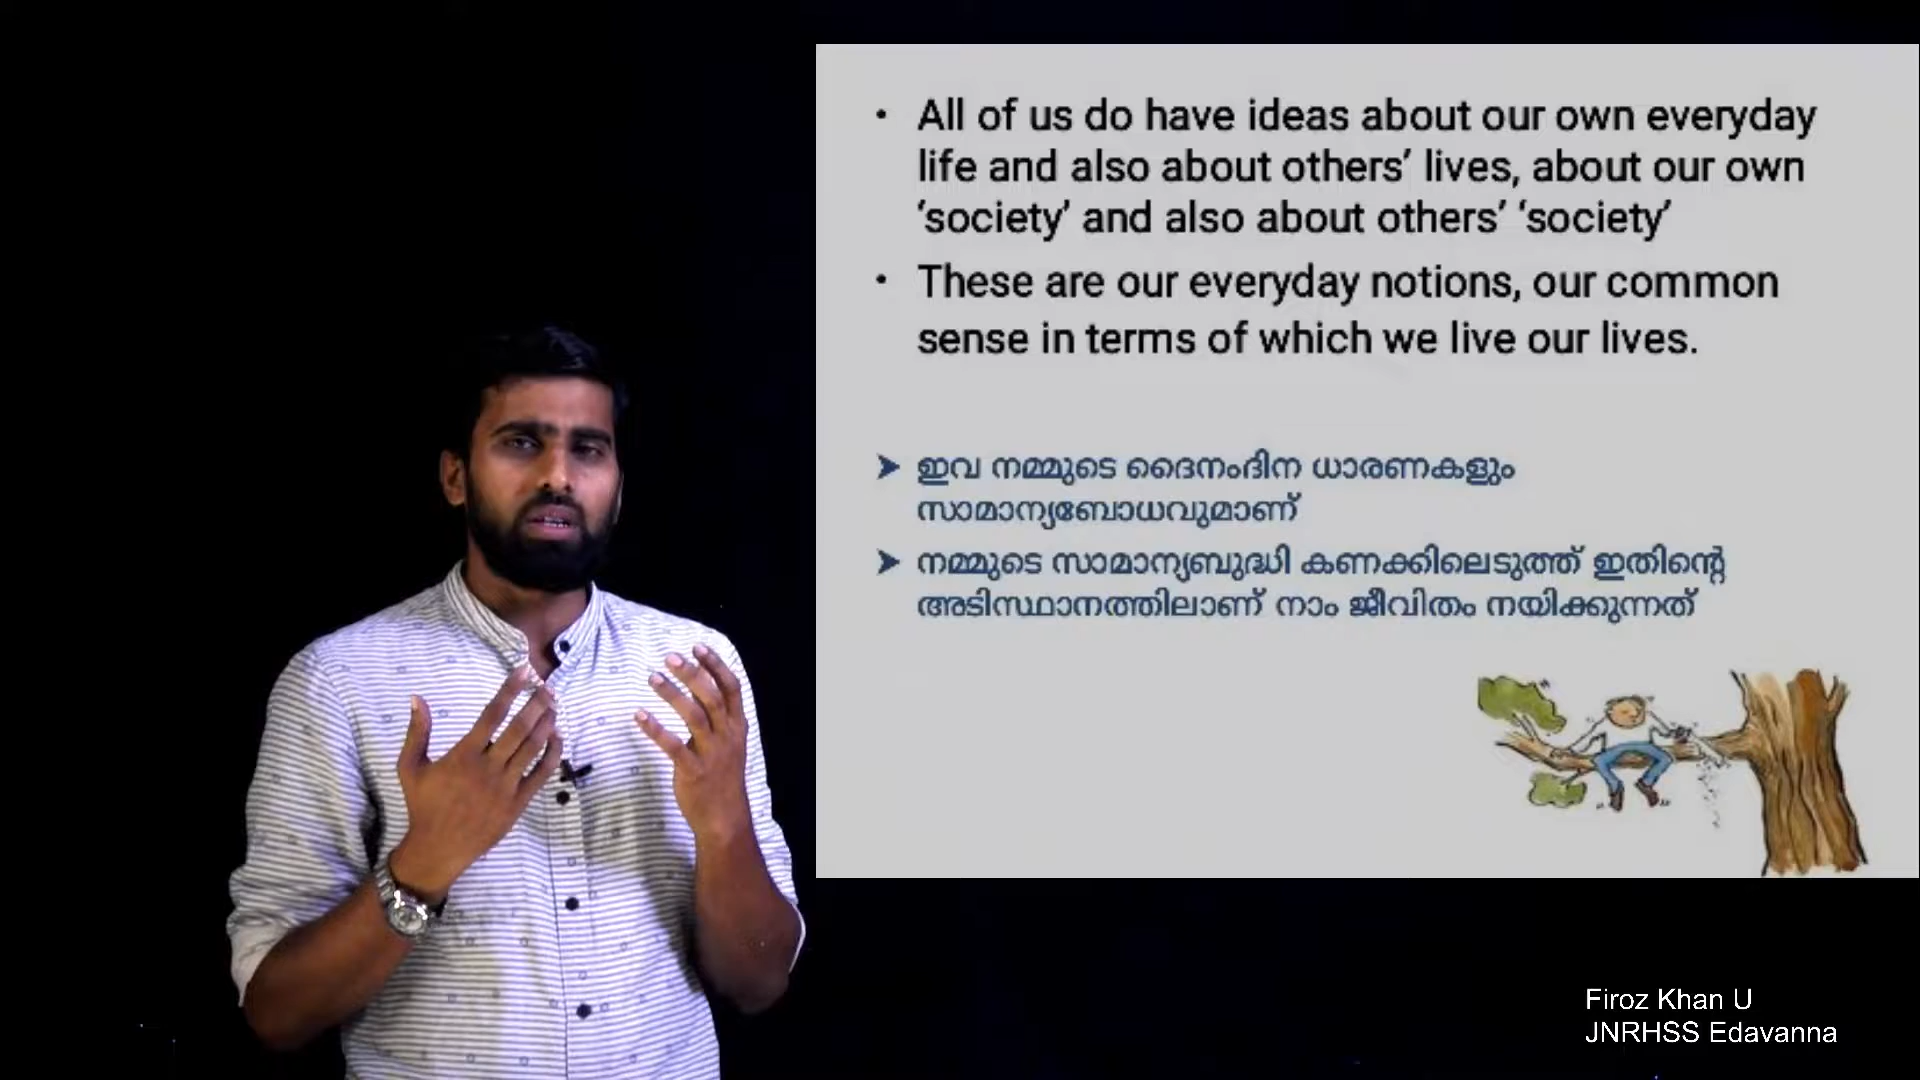 • All of us do have ideas about our own everyday
life and also about others’ lives, about our own
‘society’ and also about others’ ‘society’
• These are our everyday notions, our common
sense in terms of which we live our lives.
➤ ഇവ നമ്മുടെ ദൈനംദിന ധാരണകളും
സാമാന്യബോധവുമാണ്
➤ നമ്മുടെ സാമാന്യബുദ്ധി കണക്കിലെടുത്ത് ഇതിന്റെ
അടിസ്ഥാനത്തിലാണ് നാം ജീവിതം നയിക്കുന്നത്
Firoz Khan U
JNRHSS Edavanna